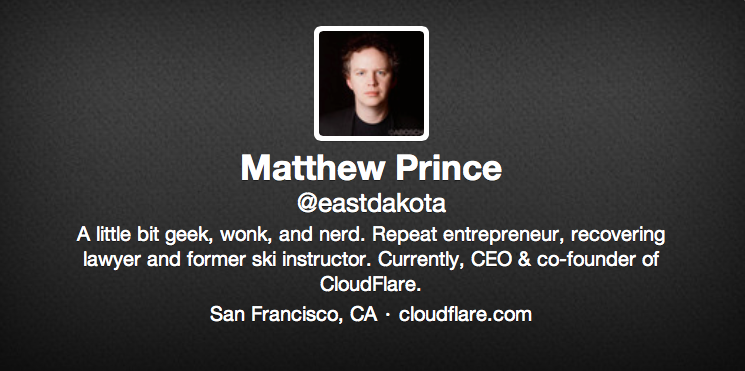 Matthew Prince
@eastdakota
A little bit geek, wonk, and nerd. Repeat entrepreneur, recovering
lawyer and former ski instructor. Currently, CEO & co-founder of
CloudFlare.
San Francisco, CA · cloudflare.com